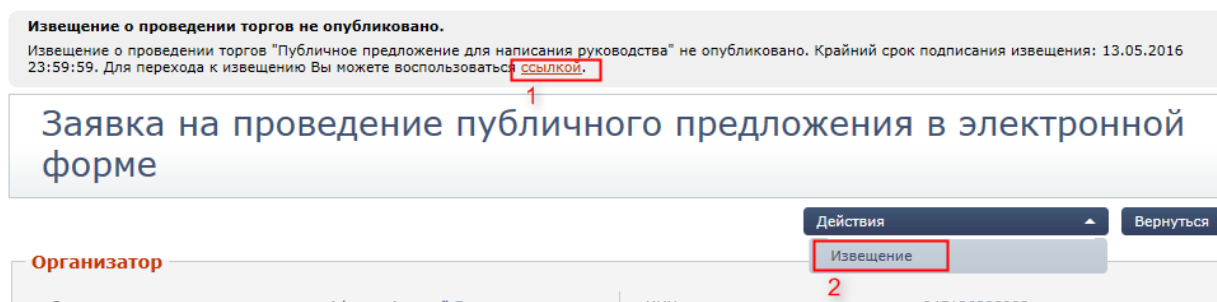 Извещение о проведении торгов не опубликовано.
Извещение о проведении торгов "Публичное предложение для написания руководства" не опубликовано. Крайний срок подписания извещения: 13.05.2016
23:59:59. Для перехода к извещению Вы можете воспользоваться ссылкой.
1
Заявка на проведение публичного предложения в электронной
форме
Действия
Вернуться
Извещение
2
Организатор